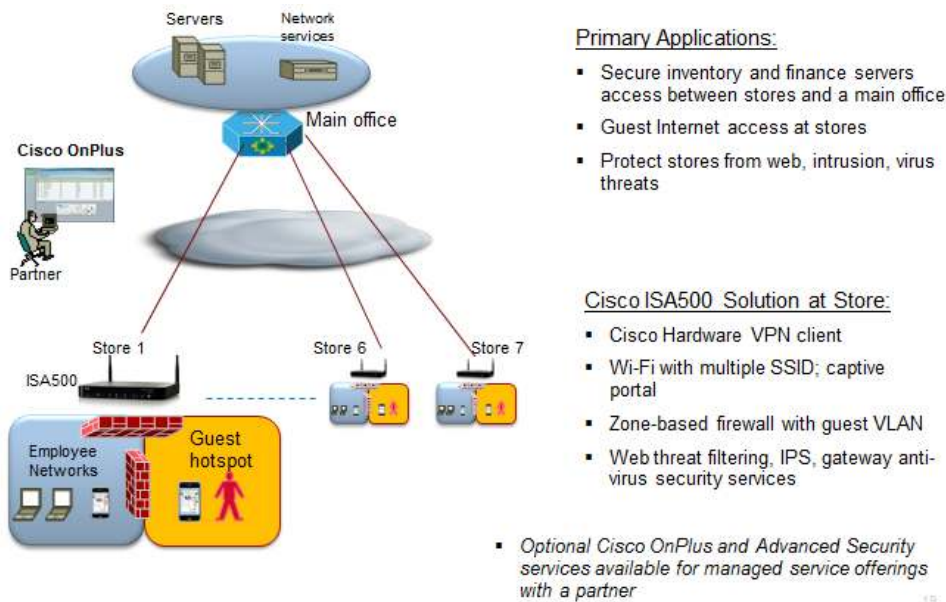 Servers
Network
services
Main office
Cisco OnPlus
Partner
Store 1
Store 6
Store 7
ISA500
Employee
Networks
Guest
hotspot
Primary Applications:
▪ Secure inventory and finance servers
access between stores and a main office
▪ Guest Internet access at stores
▪ Protect stores from web, intrusion, virus
threats
Cisco ISA500 Solution at Store:
▪ Cisco Hardware VPN client
▪ Wi-Fi with multiple SSID; captive
portal
▪ Zone-based firewall with guest VLAN
▪ Web threat filtering, IPS, gateway anti-
virus security services
▪ Optional Cisco OnPlus and Advanced Security
services available for managed service offerings
with a partner